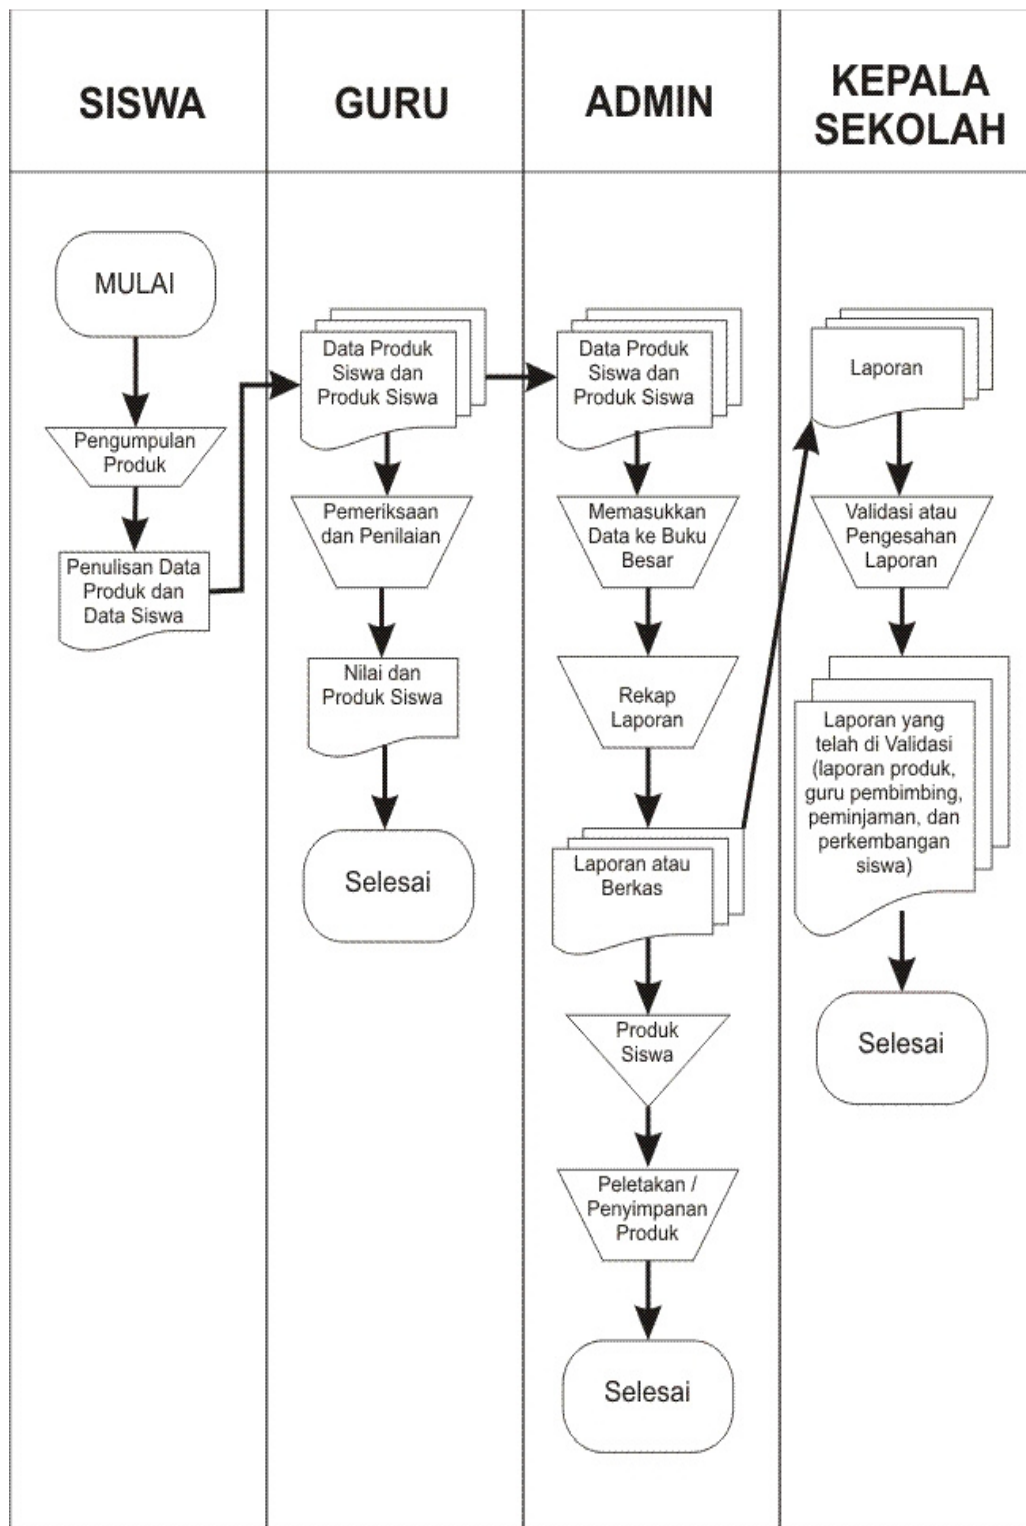 SISWA
GURU
ADMIN
KEPALA
SEKOLAH
MULAI
Pengumpulan
Produk
Penulisan Data
Produk dan
Data Siswa
Data Produk
Siswa dan
Produk Siswa
Pemeriksaan
dan Penilaian
Nilai dan
Produk Siswa
Selesai
Data Produk
Siswa dan
Produk Siswa
Memasukkan
Data ke Buku
Besar
Rekap
Laporan
Laporan atau
Berkas
Produk
Siswa
Peletakan /
Penyimpanan
Produk
Selesai
Laporan
Validasi atau
Pengesahan
Laporan
Laporan yang
telah di Validasi
(laporan produk,
guru pembimbing,
peminjaman, dan
perkembangan
siswa)
Selesai